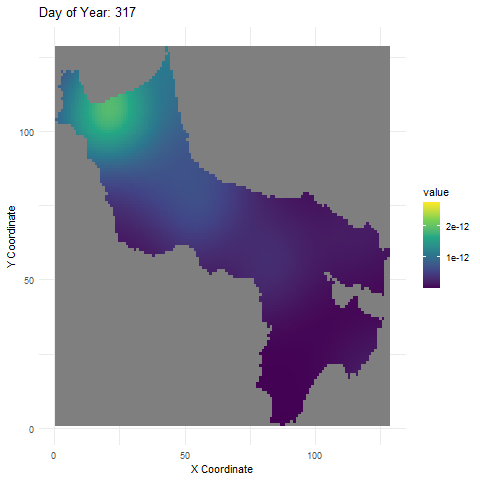 Day of Year: 317
Y Coordinate
100
50
0
0
50
100
X Coordinate
value
2e-12
1e-12